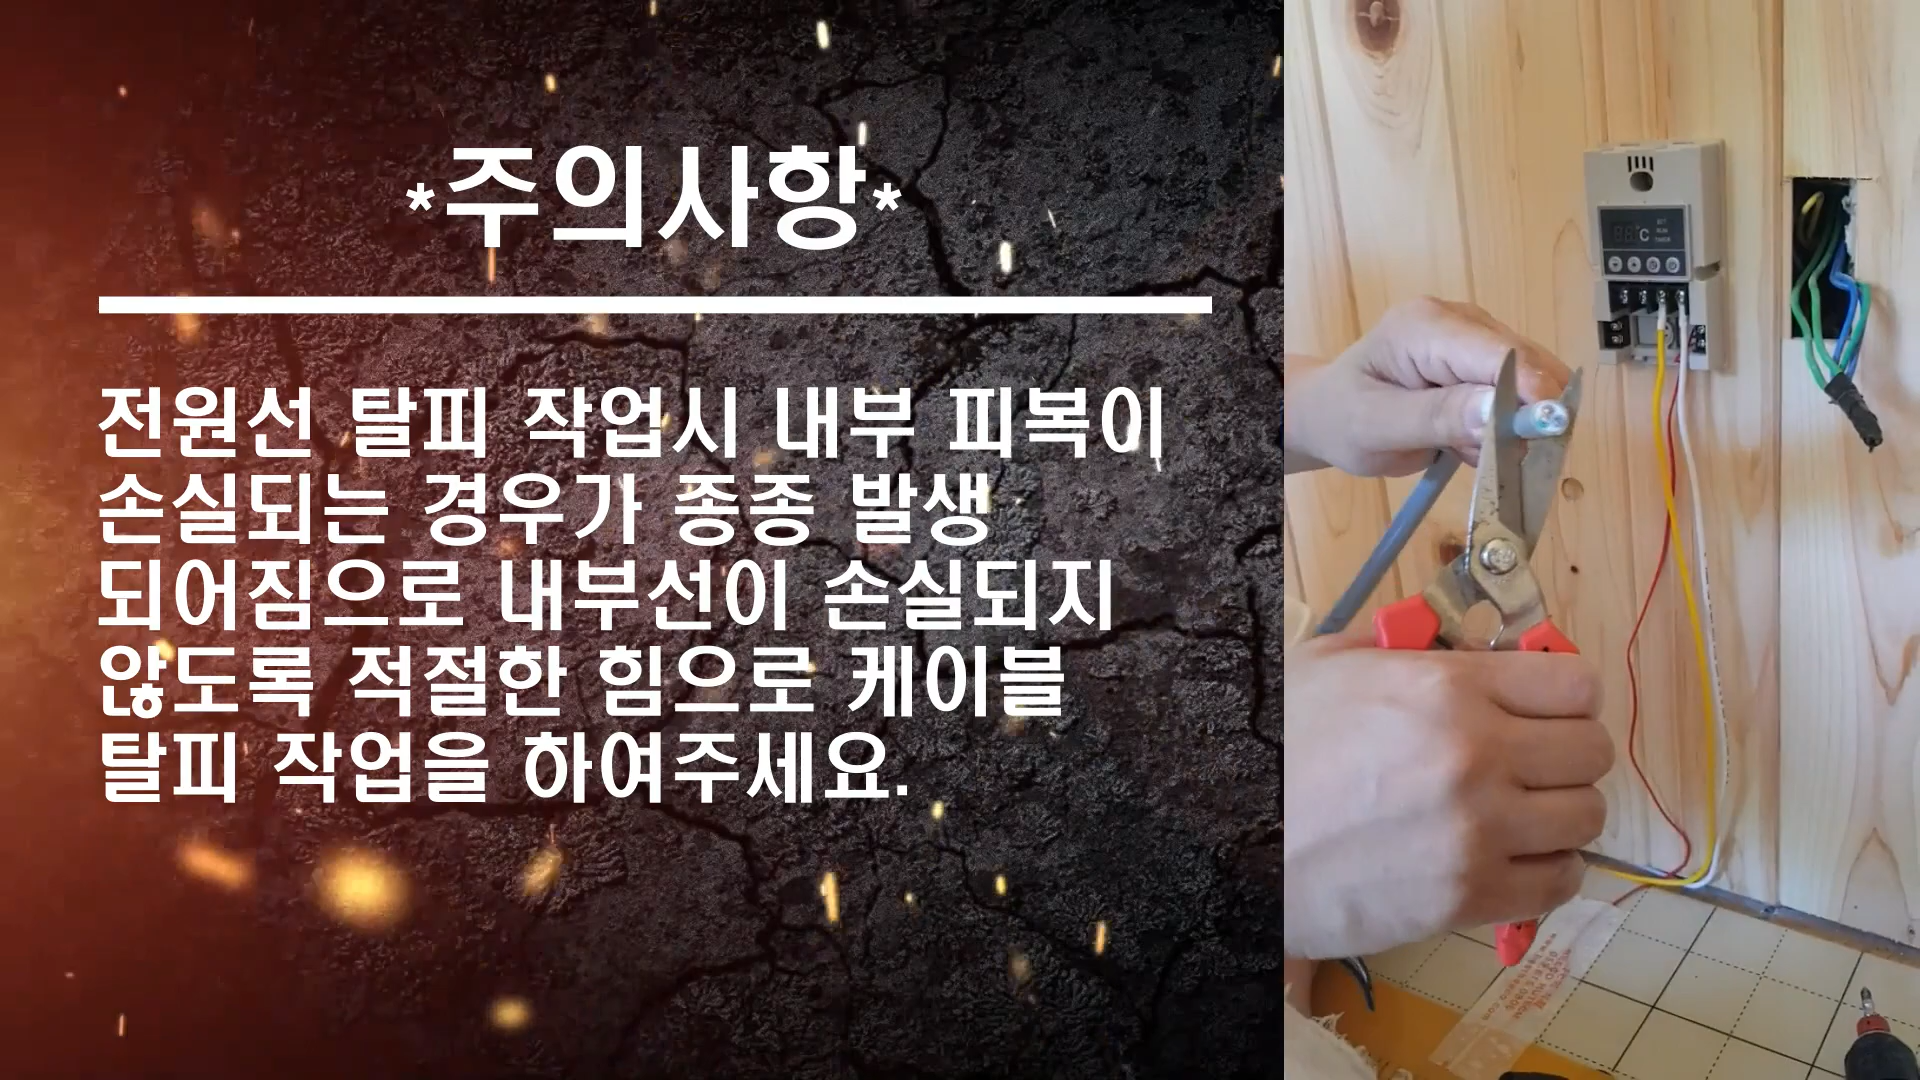 *주의사항*
전원선 탈피 작업시 내부 피복이
손실되는 경우가 종종 발생
되어짐으로 내부선이 손실되지
않도록 적절한 힘으로 케이블
탈피 작업을 하여주세요.
°C
SET
RUN
TIMER